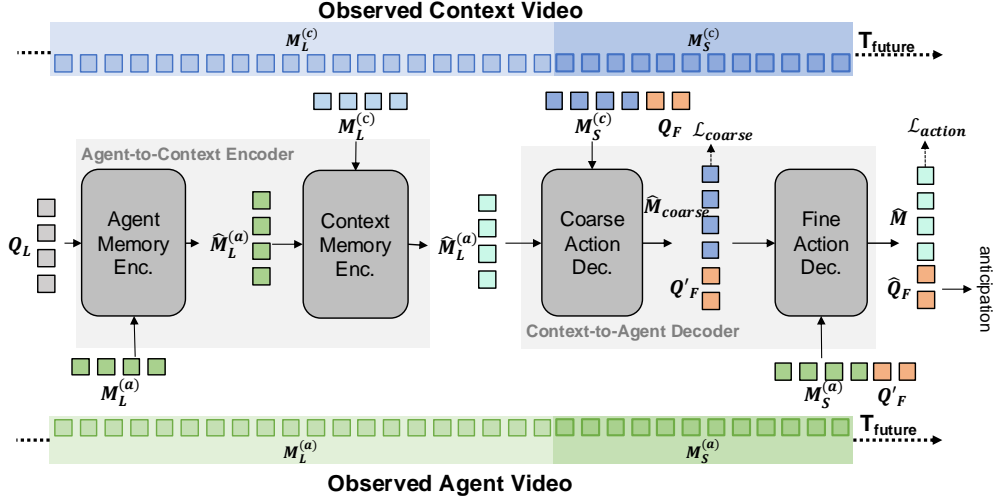 Observed Context Video
M_L^(c)
M_S^(c)
T_future
M_L^(c)
M_S^(c)
Q_F
ℒ_coarse
ℒ_action
Agent-to-Context Encoder
Q_L
Agent
Memory
Enc.
M̂_L^(a)
Context
Memory
Enc.
M̂_L^(a)
Coarse
Action
Dec.
M̂_coarse
Q'_F
Fine
Action
Dec.
M̂
Q̂_F
anticipation
Context-to-Agent Decoder
M_L^(a)
M_S^(a)
Q'_F
T_future
M_L^(a)
M_S^(a)
Observed Agent Video